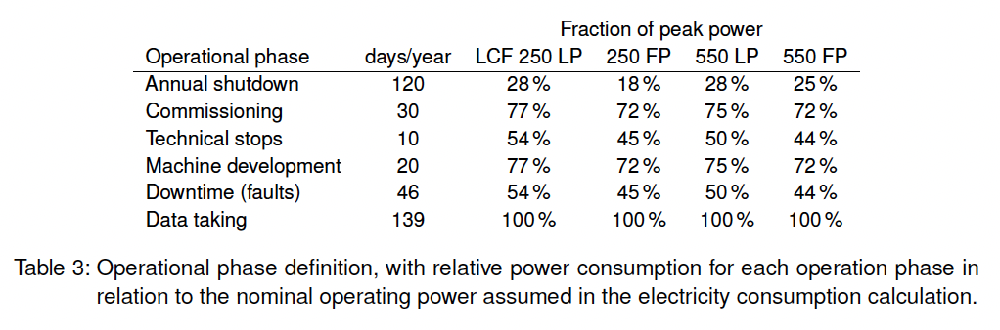 Fraction of peak power
Operational phase days/year LCF 250 LP 250 FP 550 LP 550 FP
Annual shutdown 120 28 % 18 % 28 % 25 %
Commissioning 30 77 % 72 % 75 % 72 %
Technical stops 10 54 % 45 % 50 % 44 %
Machine development 20 77 % 72 % 75 % 72 %
Downtime (faults) 46 54 % 45 % 50 % 44 %
Data taking 139 100 % 100 % 100 % 100 %
Table 3: Operational phase definition, with relative power consumption for each operation phase in
relation to the nominal operating power assumed in the electricity consumption calculation.